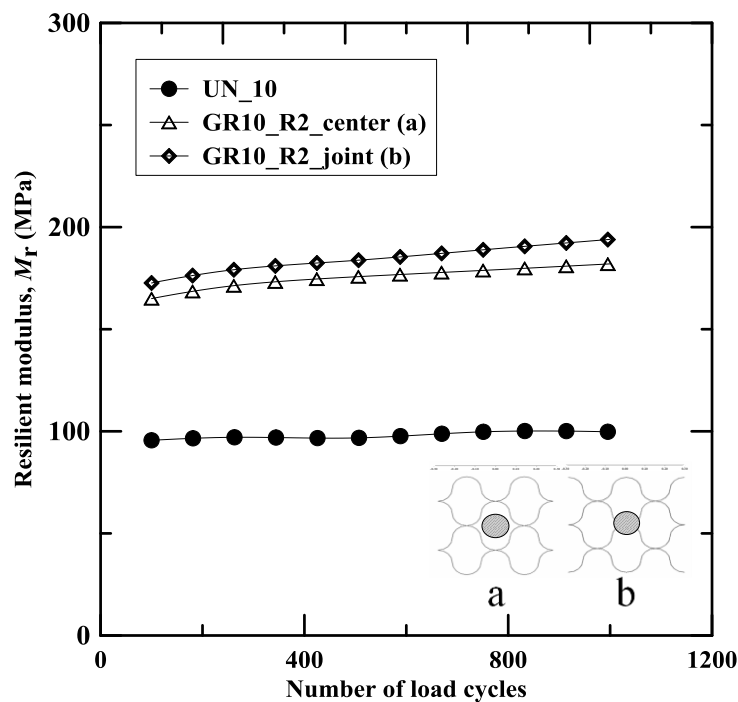 300
200
100
0
0
400
800
1200
Resilient modulus, Mr (MPa)
Number of load cycles
UN_10
GR10_R2_center (a)
GR10_R2_joint (b)
a
b